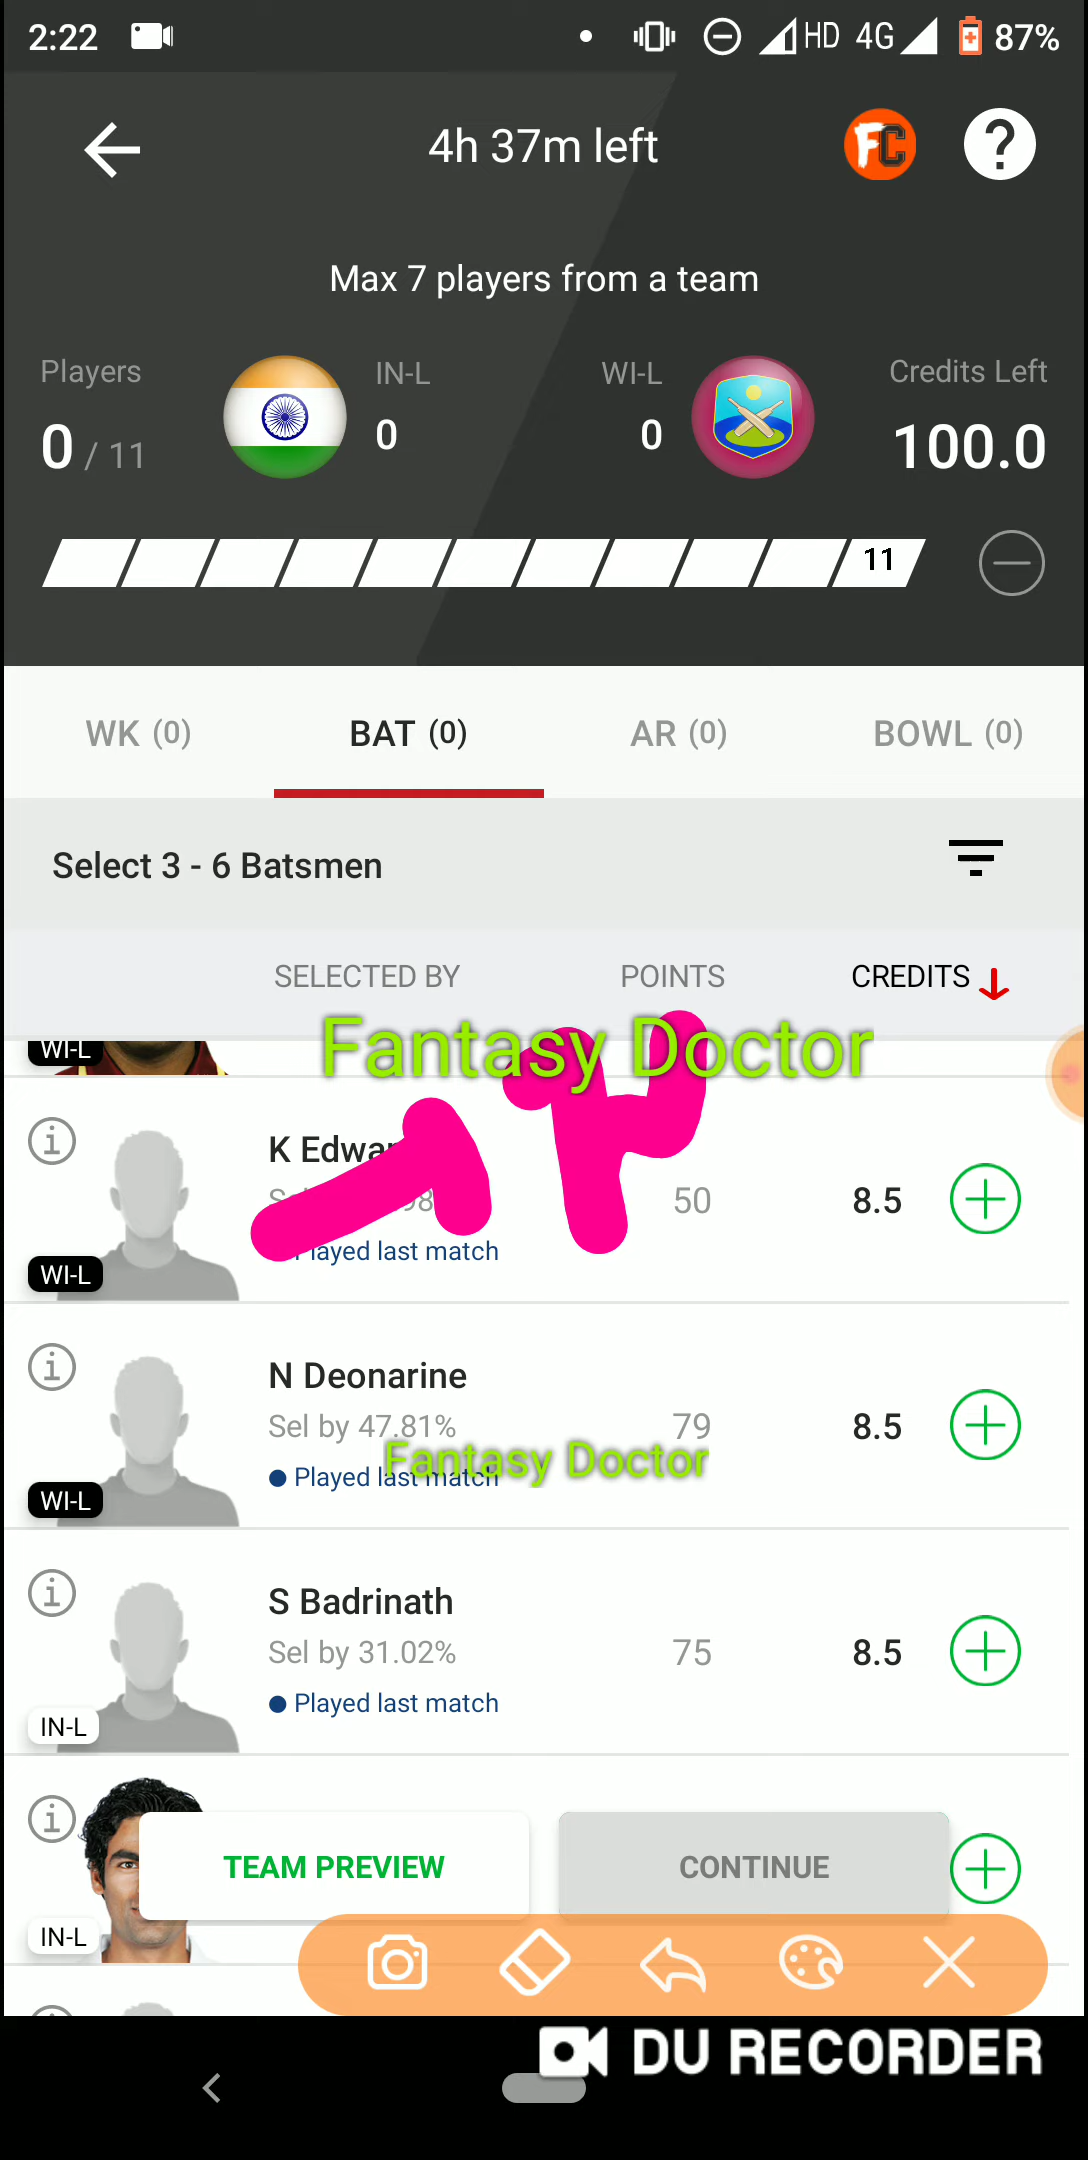 2:22 HD 4G 87%
4h 37m left FC ?
Max 7 players from a team
Players IN-L WI-L Credits Left
0 / 11 0 0 100.0
11
WK (0) BAT (0) AR (0) BOWL (0)
Select 3 - 6 Batsmen
SELECTED BY POINTS CREDITS
WI-L
Fantasy Doctor
K
50 8.5
Played last match
WI-L
N Deonarine
Sel by 47.81% 79 8.5
Fantasy Doctor
Played last match
WI-L
S Badrinath
Sel by 31.02% 75 8.5
Played last match
IN-L
TEAM PREVIEW CONTINUE
IN-L
DU RECORDER